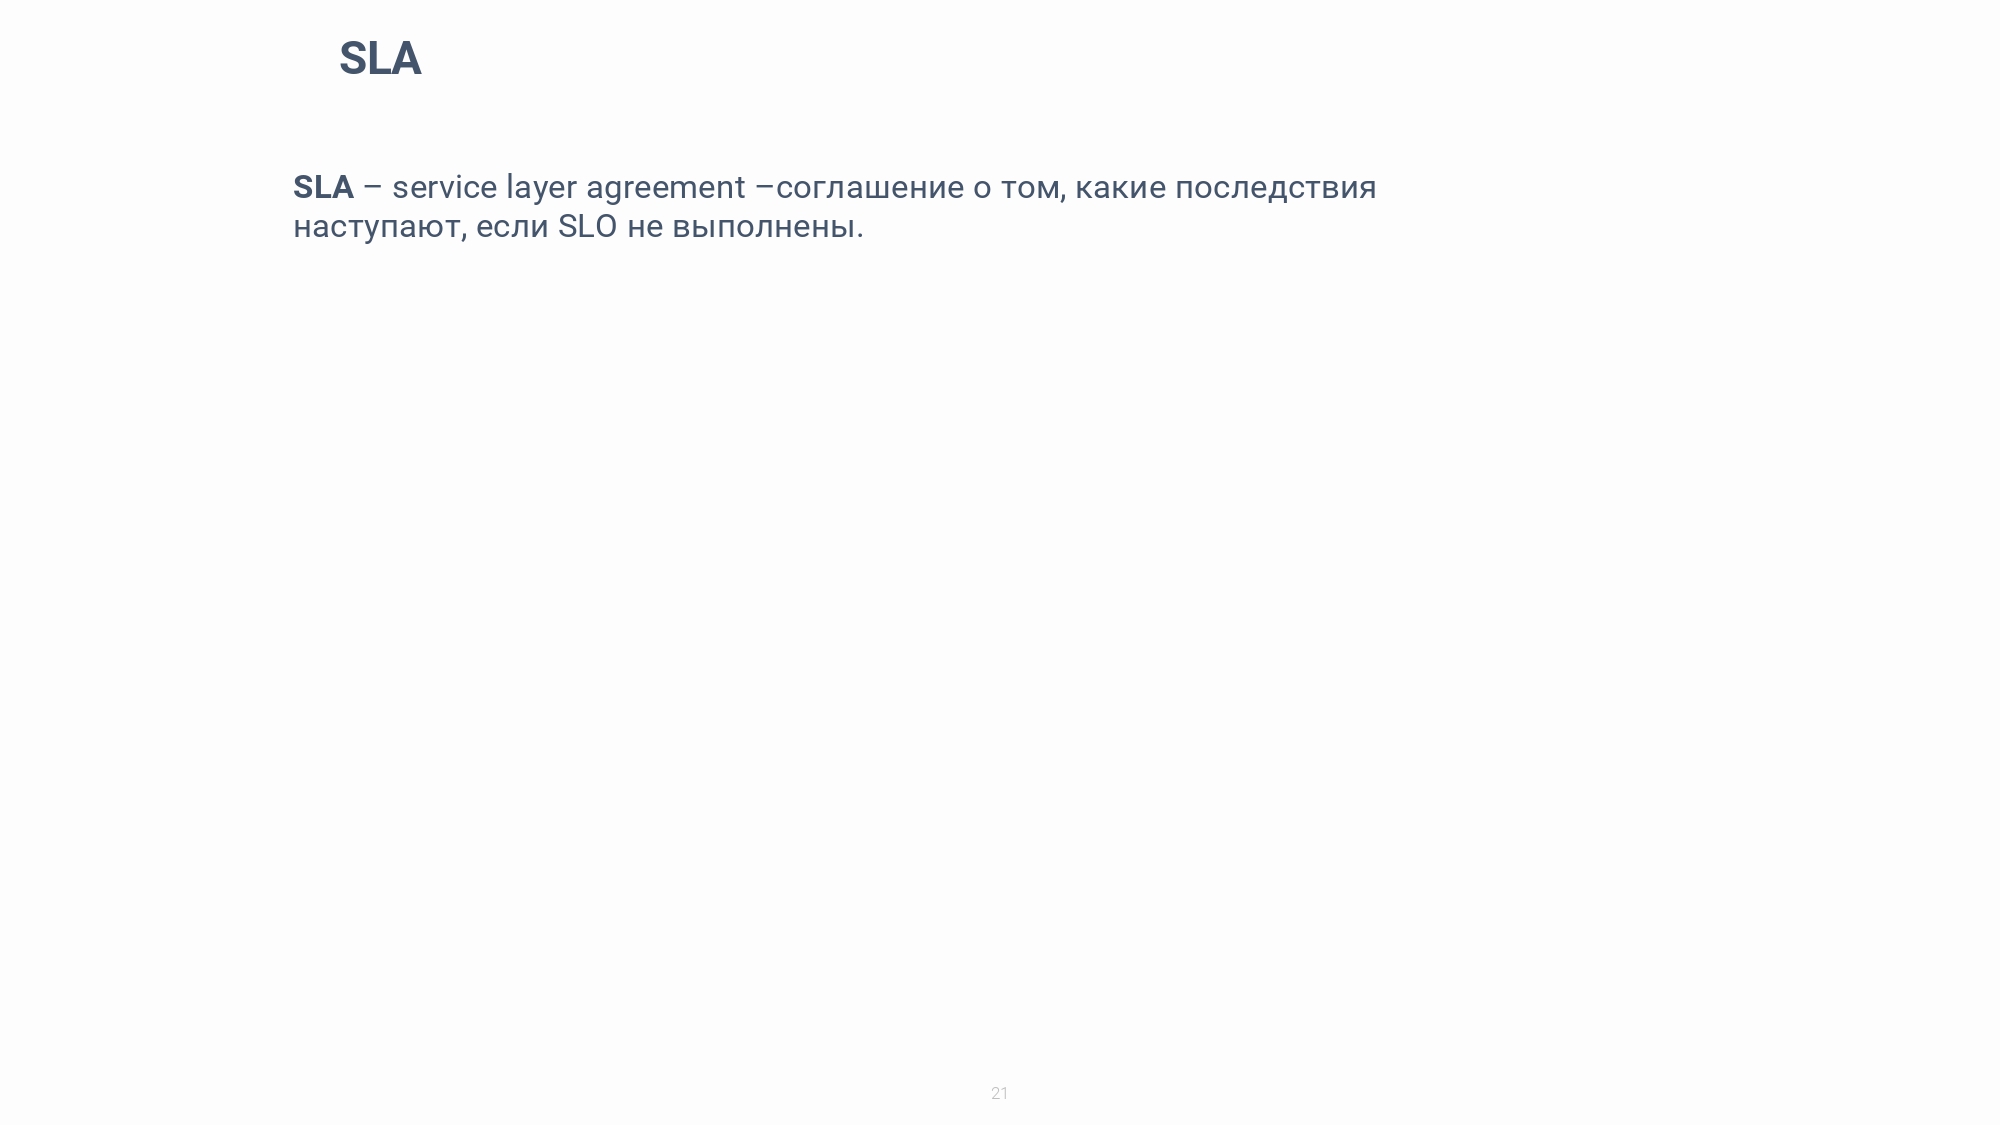 SLA
SLA – service layer agreement –соглашение о том, какие последствия
наступают, если SLO не выполнены.
21